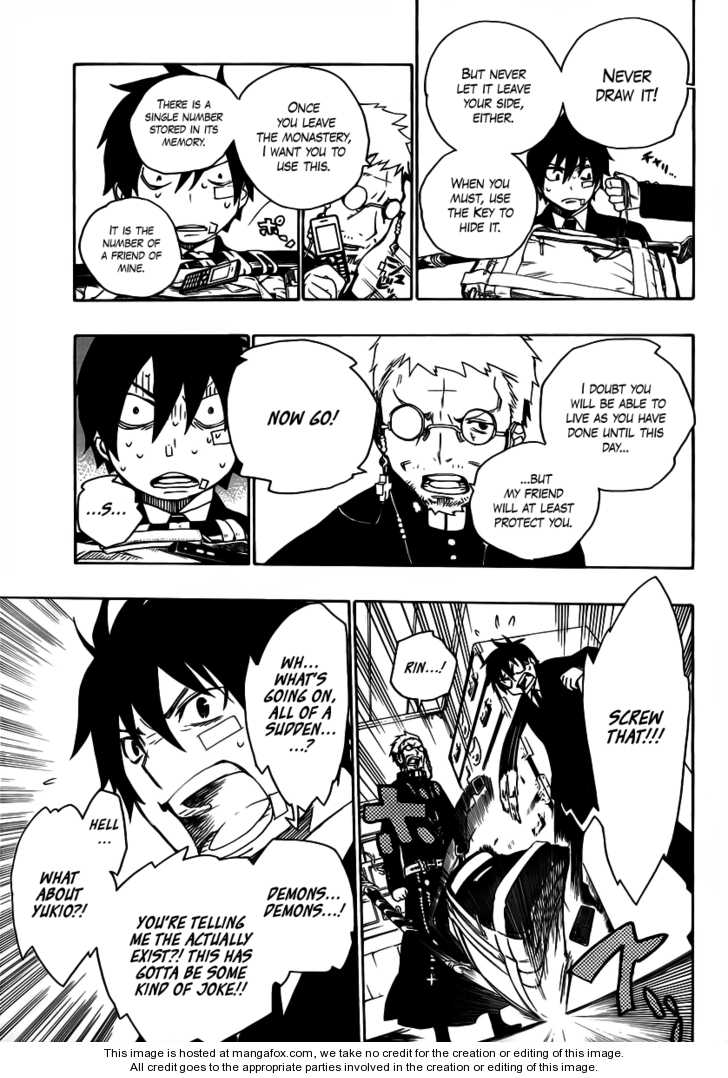 NEVER
DRAW IT!
BUT NEVER
LET IT LEAVE
YOUR SIDE,
EITHER.
WHEN YOU
MUST, USE
THE KEY TO
HIDE IT.
ONCE
YOU LEAVE
THE MONASTERY,
I WANT YOU TO
USE THIS.
THERE IS A
SINGLE NUMBER
STORED IN ITS
MEMORY.
IT IS THE
NUMBER OF
A FRIEND OF
MINE.
I DOUBT YOU
WILL BE ABLE TO
LIVE AS YOU HAVE
DONE UNTIL THIS
DAY...
...BUT
MY FRIEND
WILL AT LEAST
PROTECT YOU.
NOW GO!
...S...
SCREW
THAT!!!
RIN...!
WH...
WHAT'S
GOING ON,
ALL OF A
SUDDEN...
...?
DEMONS...
DEMONS...!
YOU'RE TELLING
ME THE ACTUALLY
EXIST?! THIS HAS
GOTTA BE SOME
KIND OF JOKE!!
HELL
...
WHAT
ABOUT
YUKIO?!
This image is hosted at mangafox.com, we take no credit for the creation or editing of this image.
All credit goes to the appropriate parties involved in the creation or editing of this image.